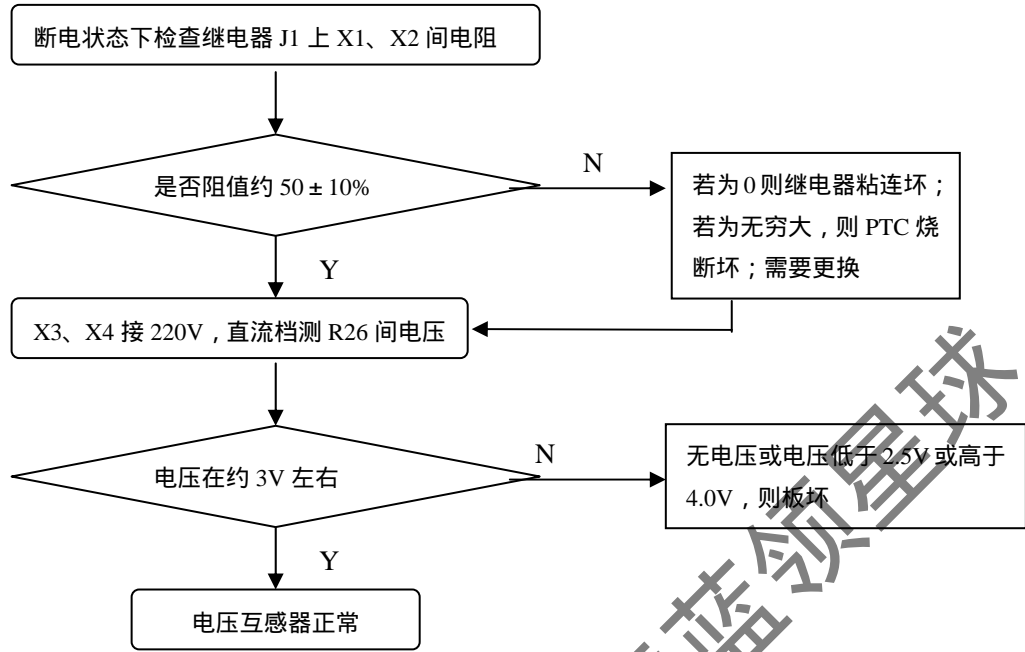 断电状态下检查继电器 J1 上 X1、X2 间电阻
是否阻值约 50 ± 10%
N
若为 0 则继电器粘连坏；
若为无穷大，则 PTC 烧
断坏；需要更换
Y
X3、X4 接 220V，直流档测 R26 间电压
电压在约 3V 左右
N
无电压或电压低于 2.5V 或高于
4.0V，则板坏
Y
电压互感器正常
蓝领星球